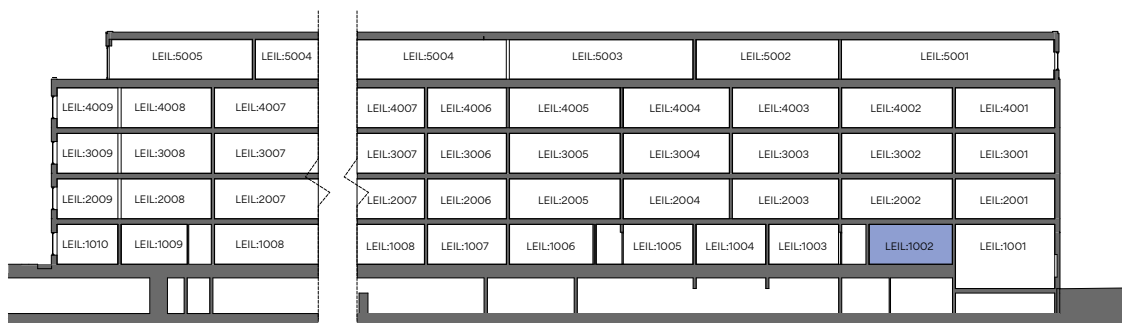 LEIL:5005 LEIL:5004 LEIL:5004 LEIL:5003 LEIL:5002 LEIL:5001
LEIL:4009 LEIL:4008 LEIL:4007 LEIL:4007 LEIL:4006 LEIL:4005 LEIL:4004 LEIL:4003 LEIL:4002 LEIL:4001
LEIL:3009 LEIL:3008 LEIL:3007 LEIL:3007 LEIL:3006 LEIL:3005 LEIL:3004 LEIL:3003 LEIL:3002 LEIL:3001
LEIL:2009 LEIL:2008 LEIL:2007 LEIL:2007 LEIL:2006 LEIL:2005 LEIL:2004 LEIL:2003 LEIL:2002 LEIL:2001
LEIL:1010 LEIL:1009 LEIL:1008 LEIL:1008 LEIL:1007 LEIL:1006 LEIL:1005 LEIL:1004 LEIL:1003 LEIL:1002 LEIL:1001